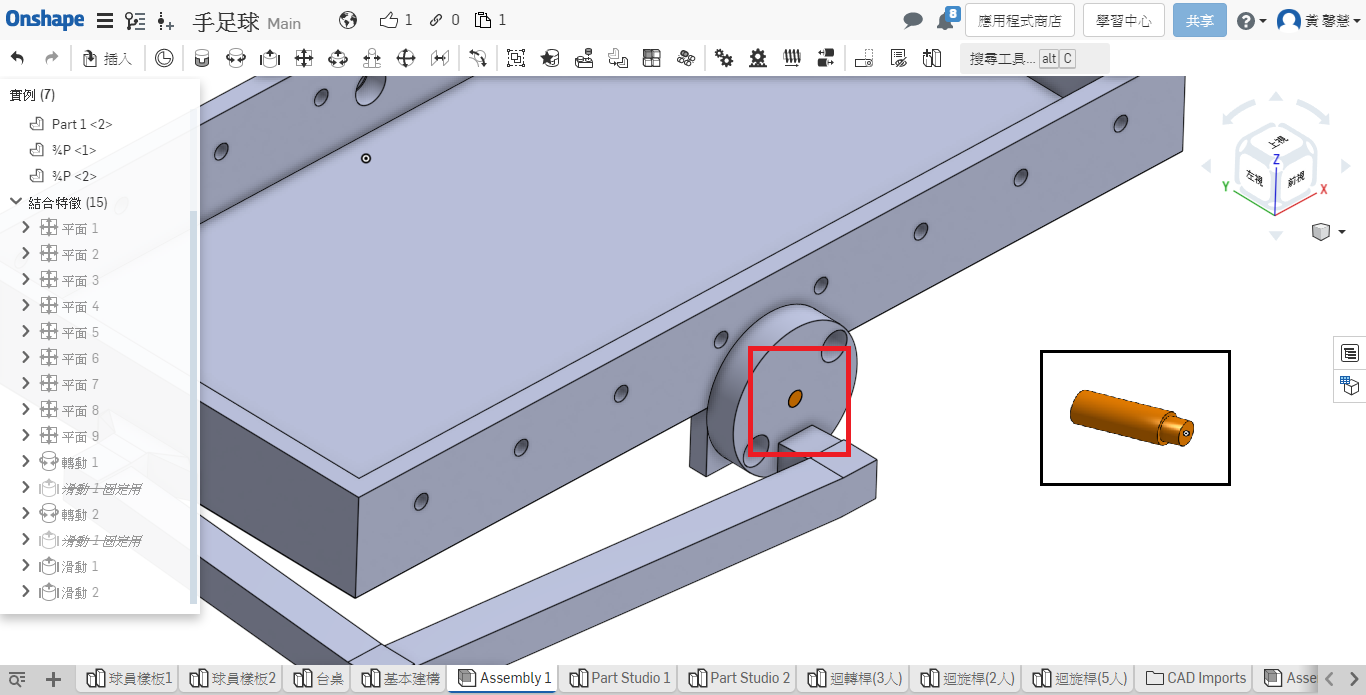 Onshape 手足球 Main 1 0 1 8 應用程式商店 學習中心 共享 黃 馨慧
插入 搜尋工具... alt C
實例 (7)
Part 1 <2>
¾P <1>
¾P <2>
結合特徵 (15)
平面 1
平面 2
平面 3
平面 4
平面 5
平面 6
平面 7
平面 8
平面 9
轉動 1
滑動 1 固定用
轉動 2
滑動 1 固定用
滑動 1
滑動 2
上視
左視 前視
Z
Y X
球員樣板1 球員樣板2 台桌 基本建構 Assembly 1 Part Studio 1 Part Studio 2 迴轉桿(3人) 迴旋桿(2人) 迴旋桿(5人) CAD Imports Asse